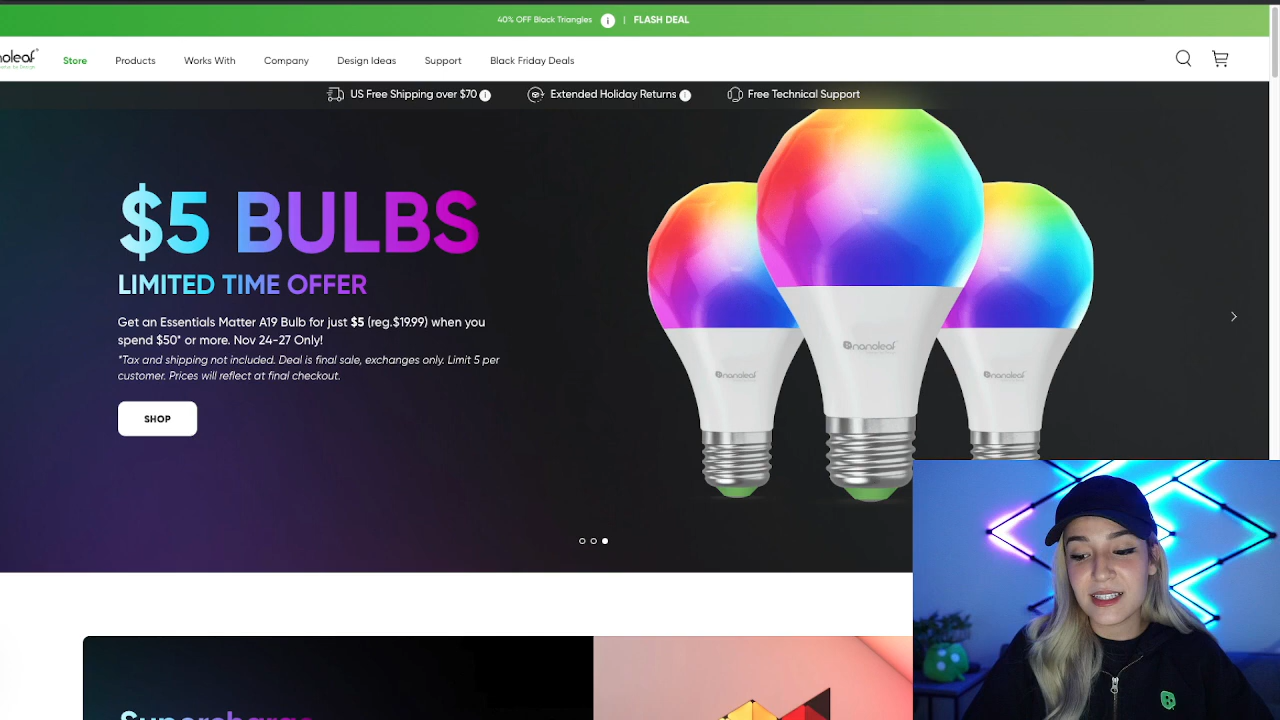 40% OFF Black Triangles i | FLASH DEAL
Store Products Works With Company Design Ideas Support Black Friday Deals
US Free Shipping over $70 i Extended Holiday Returns i Free Technical Support
$5 BULBS
LIMITED TIME OFFER
Get an Essentials Matter A19 Bulb for just $5 (reg.$19.99) when you
spend $50* or more. Nov 24-27 Only!
*Tax and shipping not included. Deal is final sale, exchanges only. Limit 5 per
customer. Prices will reflect at final checkout.
SHOP
nanoleaf
nanoleaf
nanoleaf
Supercharge